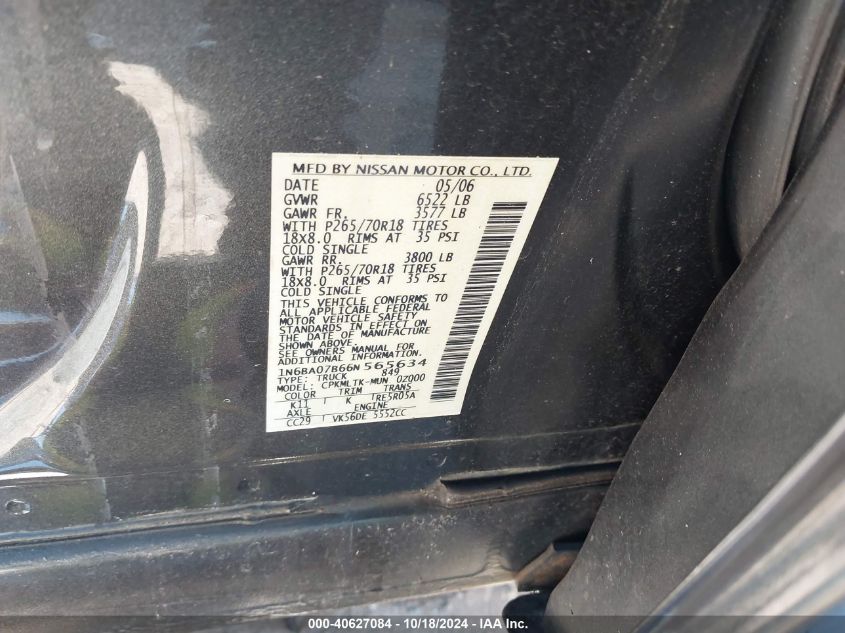 MFD BY NISSAN MOTOR CO., LTD.
DATE 05/06
GVWR 6522 LB
GAWR FR. 3577 LB
WITH P265/70R18 TIRES
18X8.0 RIMS AT 35 PSI
COLD SINGLE
GAWR RR. 3800 LB
WITH P265/70R18 TIRES
18X8.0 RIMS AT 35 PSI
COLD SINGLE
THIS VEHICLE CONFORMS TO
ALL APPLICABLE FEDERAL
MOTOR VEHICLE SAFETY
STANDARDS IN EFFECT ON
THE DATE OF MANUFACTURE
SHOWN ABOVE.
SEE OWNERS MANUAL FOR
ADDITIONAL INFORMATION.
1N6BA07B66N565634
TYPE: TRUCK 849
MODEL: CPKMLTK-MUN 0Z000
COLOR TRIM TRANS
K11 K TRE5R05A
AXLE ENGINE
CC29 VK56DE 5552CC
000-40627084 - 10/18/2024 - IAA Inc.